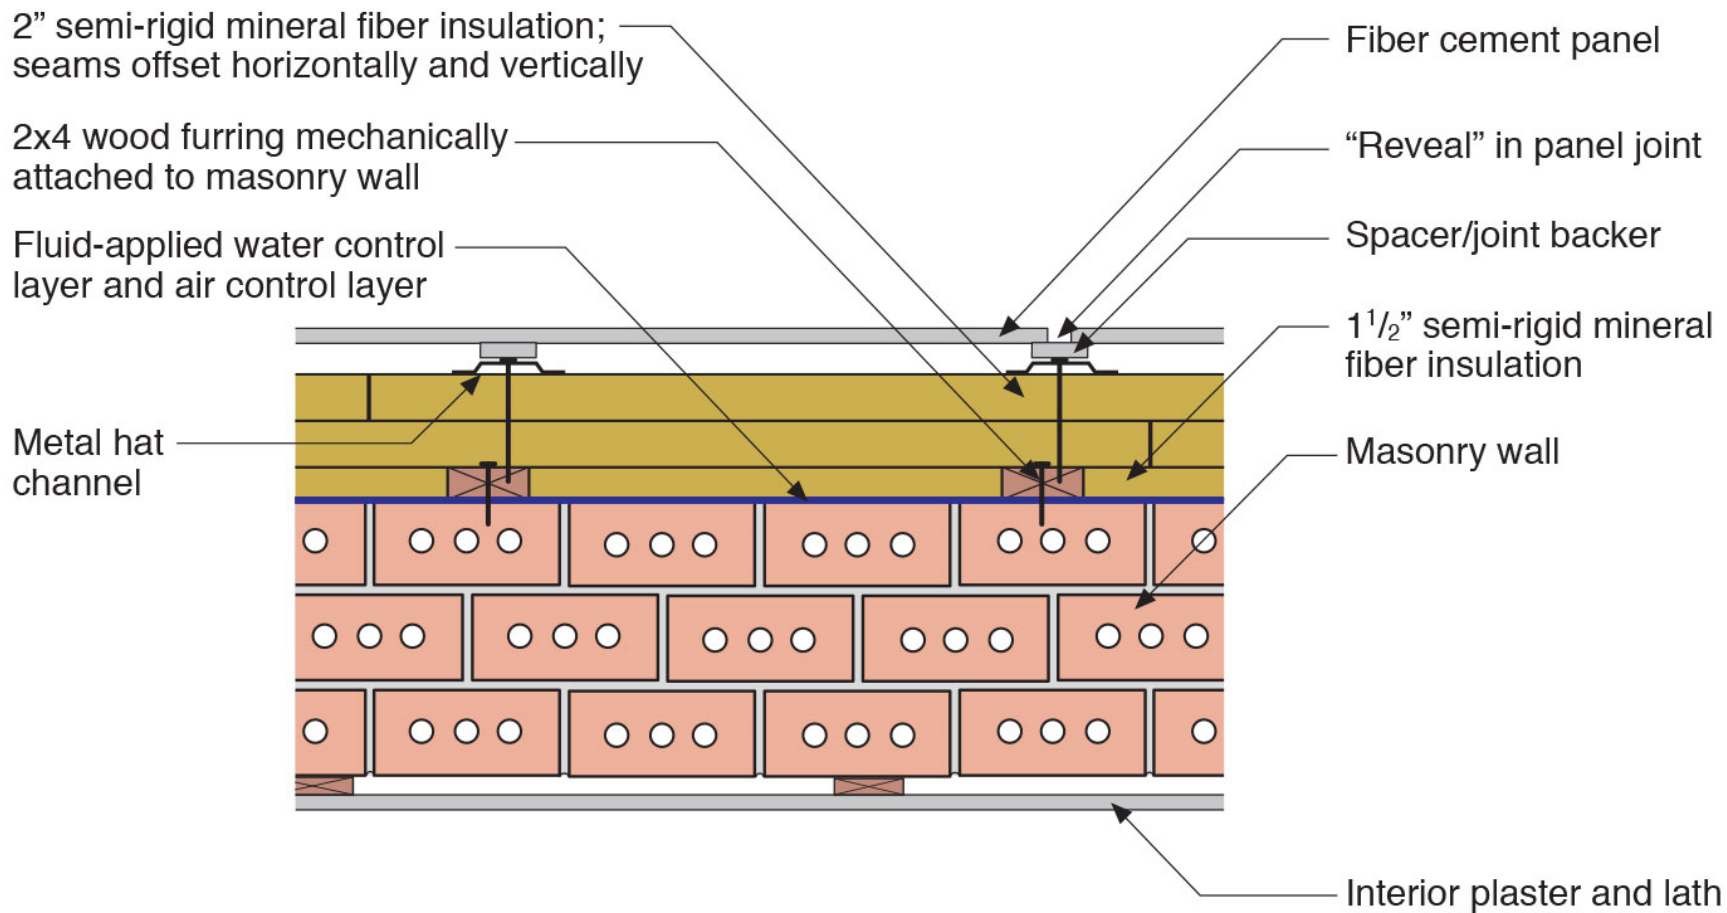 2” semi-rigid mineral fiber insulation;
seams offset horizontally and vertically
2x4 wood furring mechanically
attached to masonry wall
Fluid-applied water control
layer and air control layer
Metal hat
channel
Fiber cement panel
“Reveal” in panel joint
Spacer/joint backer
1 1/2” semi-rigid mineral
fiber insulation
Masonry wall
Interior plaster and lath